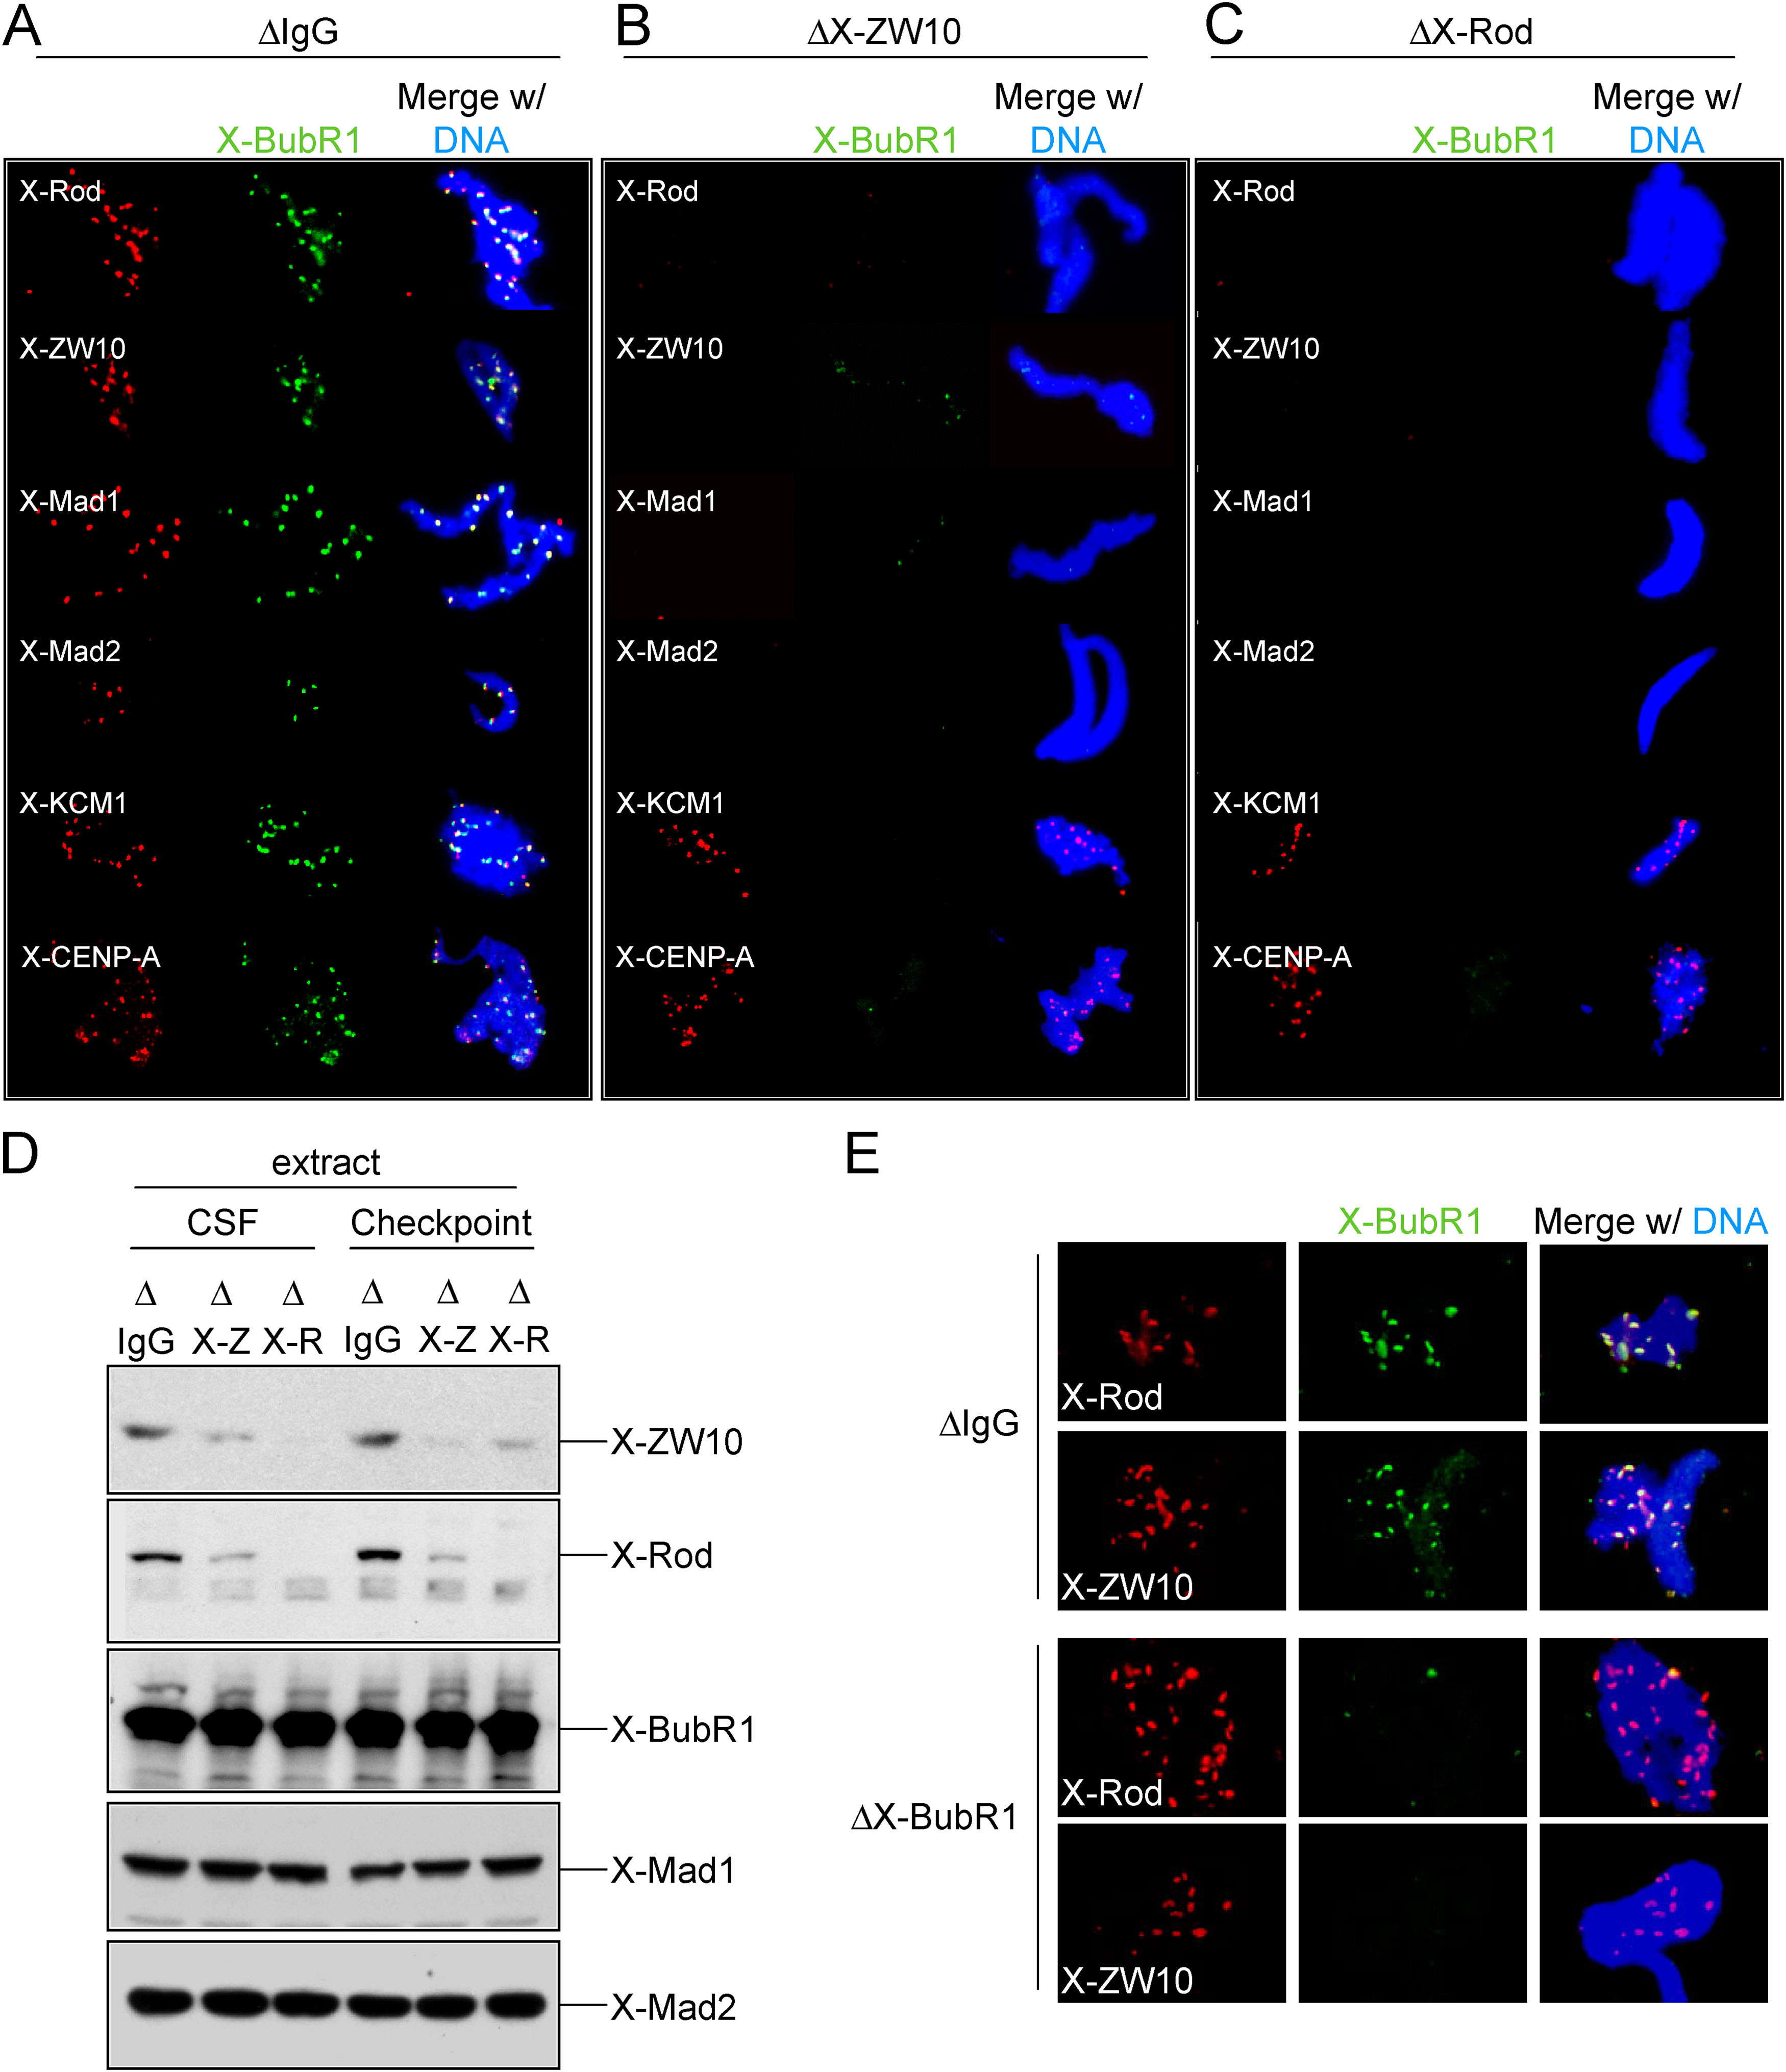 A
ΔIgG
Merge w/
X-BubR1 DNA
X-Rod
X-ZW10
X-Mad1
X-Mad2
X-KCM1
X-CENP-A
B
ΔX-ZW10
Merge w/
X-BubR1 DNA
X-Rod
X-ZW10
X-Mad1
X-Mad2
X-KCM1
X-CENP-A
C
ΔX-Rod
Merge w/
X-BubR1 DNA
X-Rod
X-ZW10
X-Mad1
X-Mad2
X-KCM1
X-CENP-A
D
extract
CSF Checkpoint
Δ Δ Δ Δ Δ Δ
IgG X-Z X-R IgG X-Z X-R
X-ZW10
X-Rod
X-BubR1
X-Mad1
X-Mad2
E
X-BubR1 Merge w/ DNA
ΔIgG
X-Rod
X-ZW10
ΔX-BubR1
X-Rod
X-ZW10